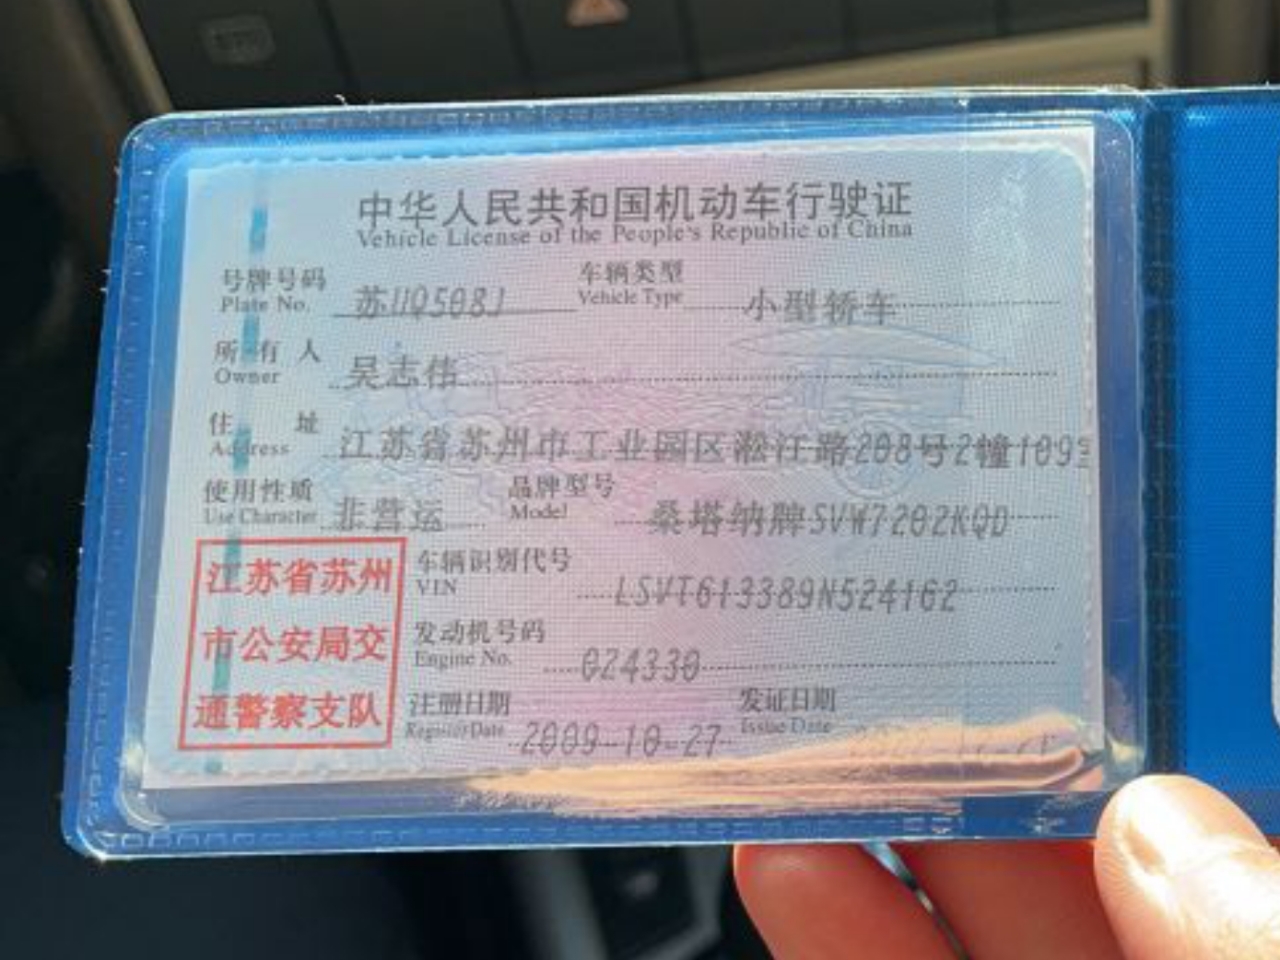 中华人民共和国机动车行驶证
Vehicle License of the People's Republic of China
号牌号码 车辆类型
Plate No. 苏 Vehicle Type 小型轿车
所有人 吴志伟
Owner
住址 江苏省苏州市工业园区淞江路208号2幢109
Address
使用性质 非营运 品牌型号 桑塔纳牌SVW7202KQD
Use Character Model
车辆识别代号
VIN LSVT613389N524162
发动机号码
Engine No. 024330
注册日期 发证日期
Register Date 2009-10-27 Issue Date
江苏省苏州
市公安局交
通警察支队